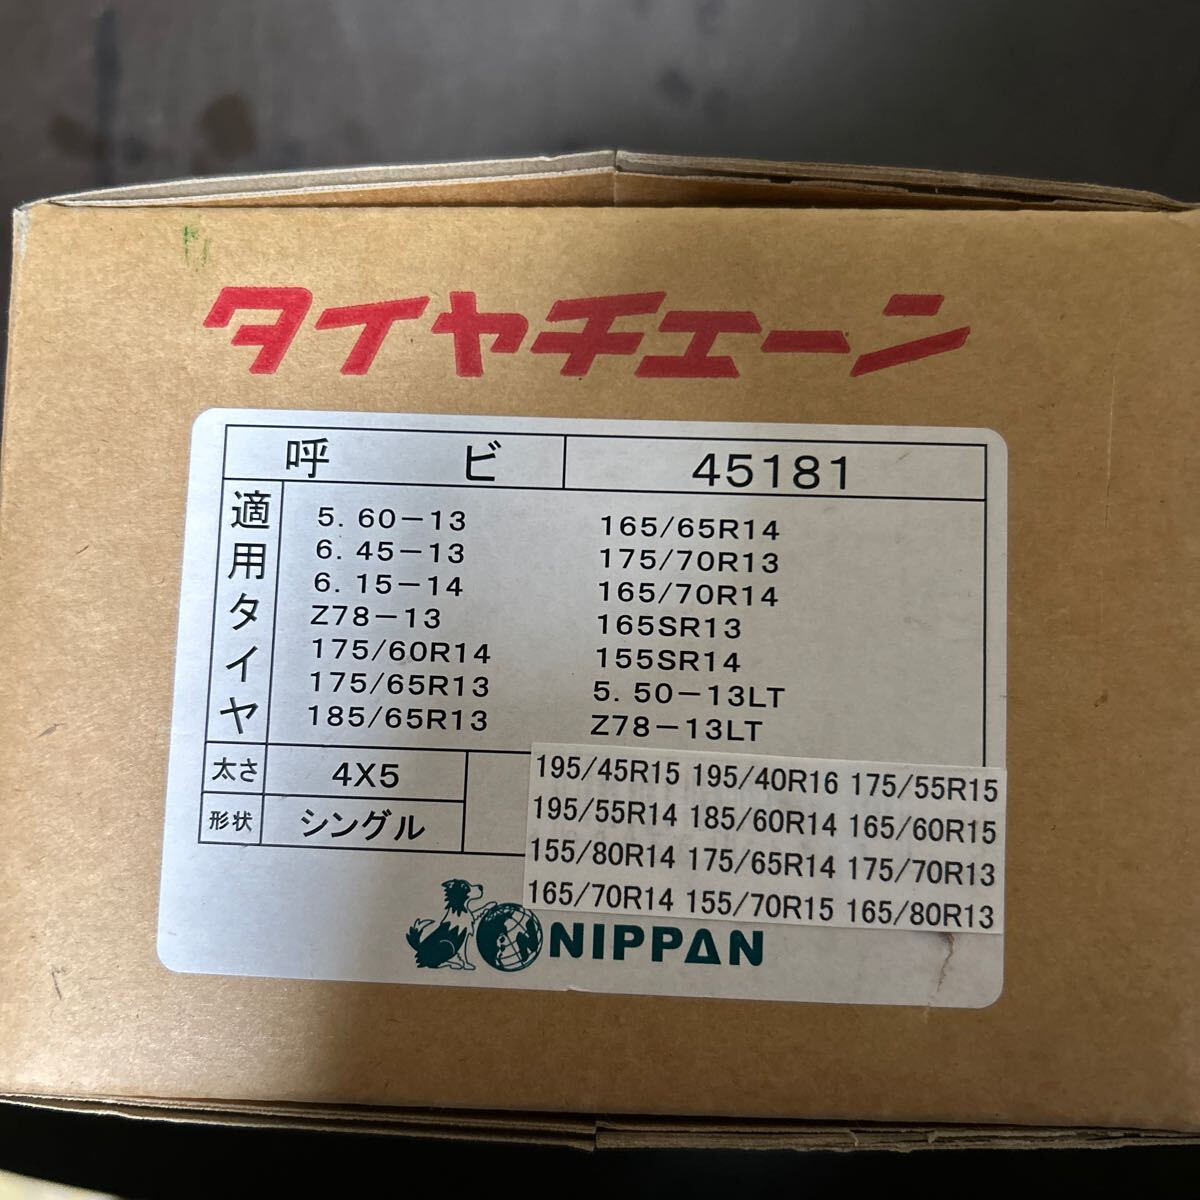 タイヤチェーン
呼ビ 45181
適用タイヤ
5. 60-13
6. 45-13
6. 15-14
Z78-13
175/60R14
175/65R13
185/65R13
165/65R14
175/70R13
165/70R14
165SR13
155SR14
5. 50-13LT
Z78-13LT
太さ 4X5
形状 シングル
195/45R15 195/40R16 175/55R15
195/55R14 185/60R14 165/60R15
155/80R14 175/65R14 175/70R13
165/70R14 155/70R15 165/80R13
NIPPAN